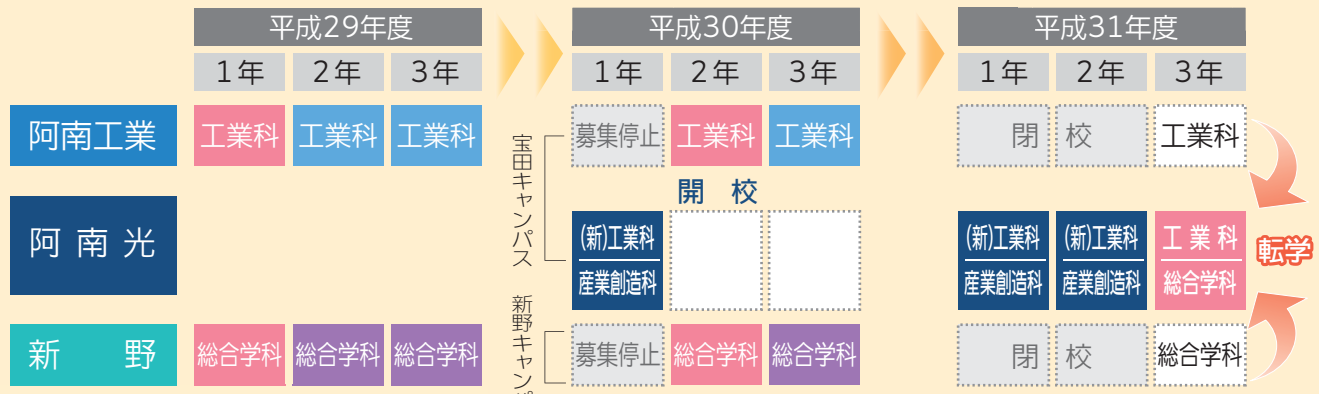 平成29年度 平成30年度 平成31年度
1年 2年 3年 1年 2年 3年 1年 2年 3年
阿南工業 工業科 工業科 工業科 募集停止 工業科 工業科 閉校 工業科
宝田キャンパス
開校
阿南光 (新)工業科 (新)工業科 (新)工業科 工業科
産業創造科 産業創造科 産業創造科 総合学科
転学
新野キャンパ
新野 総合学科 総合学科 総合学科 募集停止 総合学科 総合学科 閉校 総合学科